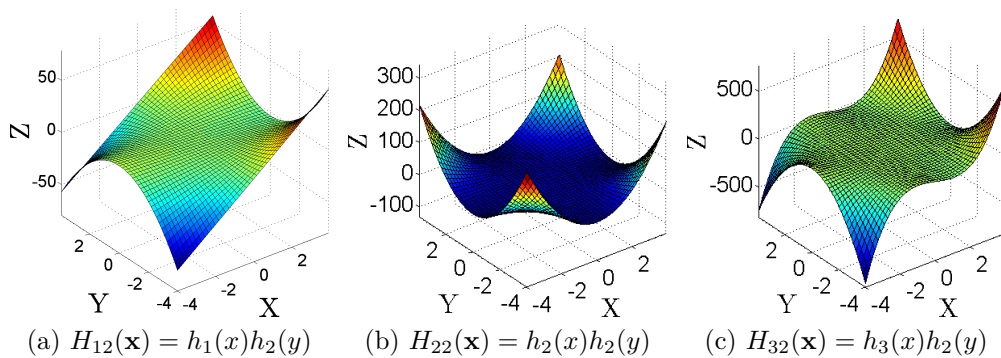 50
0
-50
Z
2
0
-2
-4
Y
-4
-2
0
2
X
300
200
100
0
-100
Z
2
0
-2
-4
Y
-4
-2
0
2
X
500
0
-500
Z
2
0
-2
-4
Y
-4
-2
0
2
X
(a) H₁₂(𝐱) = h₁(x)h₂(y)
(b) H₂₂(𝐱) = h₂(x)h₂(y)
(c) H₃₂(𝐱) = h₃(x)h₂(y)